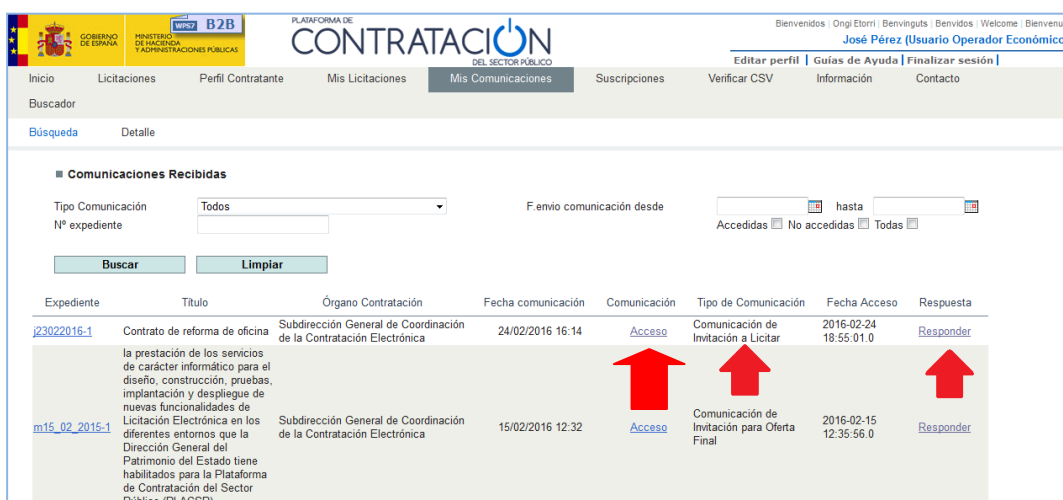 GOBIERNO
DE ESPAÑA
MINISTERIO
DE HACIENDA
Y ADMINISTRACIONES PÚBLICAS
WPS7 B2B
PLATAFORMA DE
CONTRATACIÓN
DEL SECTOR PÚBLICO
Bienvenidos | Ongi Etorri | Benvinguts | Benvidos | Welcome | Bienvenu
José Pérez (Usuario Operador Económico
Editar perfil | Guías de Ayuda | Finalizar sesión |
Inicio Licitaciones Perfil Contratante Mis Licitaciones Mis Comunicaciones Suscripciones Verificar CSV Información Contacto
Buscador
Búsqueda Detalle
Comunicaciones Recibidas
Tipo Comunicación Todos F.envio comunicación desde hasta
Nº expediente Accedidas No accedidas Todas
Buscar Limpiar
Expediente Título Órgano Contratación Fecha comunicación Comunicación Tipo de Comunicación Fecha Acceso Respuesta
j23022016-1 Contrato de reforma de oficina Subdirección General de Coordinación de la Contratación Electrónica 24/02/2016 16:14 Acceso Comunicación de Invitación a Licitar 2016-02-24 18:55:01.0 Responder
la prestación de los servicios
de carácter informático para el
diseño, construcción, pruebas,
implantación y despliegue de
nuevas funcionalidades de
Licitación Electrónica en los
diferentes entornos que la
Dirección General del
Patrimonio del Estado tiene
habilitados para la Plataforma
de Contratación del Sector
Público (PLACSP)
m15_02_2015-1 Subdirección General de Coordinación de la Contratación Electrónica 15/02/2016 12:32 Acceso Comunicación de Invitación para Oferta Final 2016-02-15 12:35:56.0 Responder